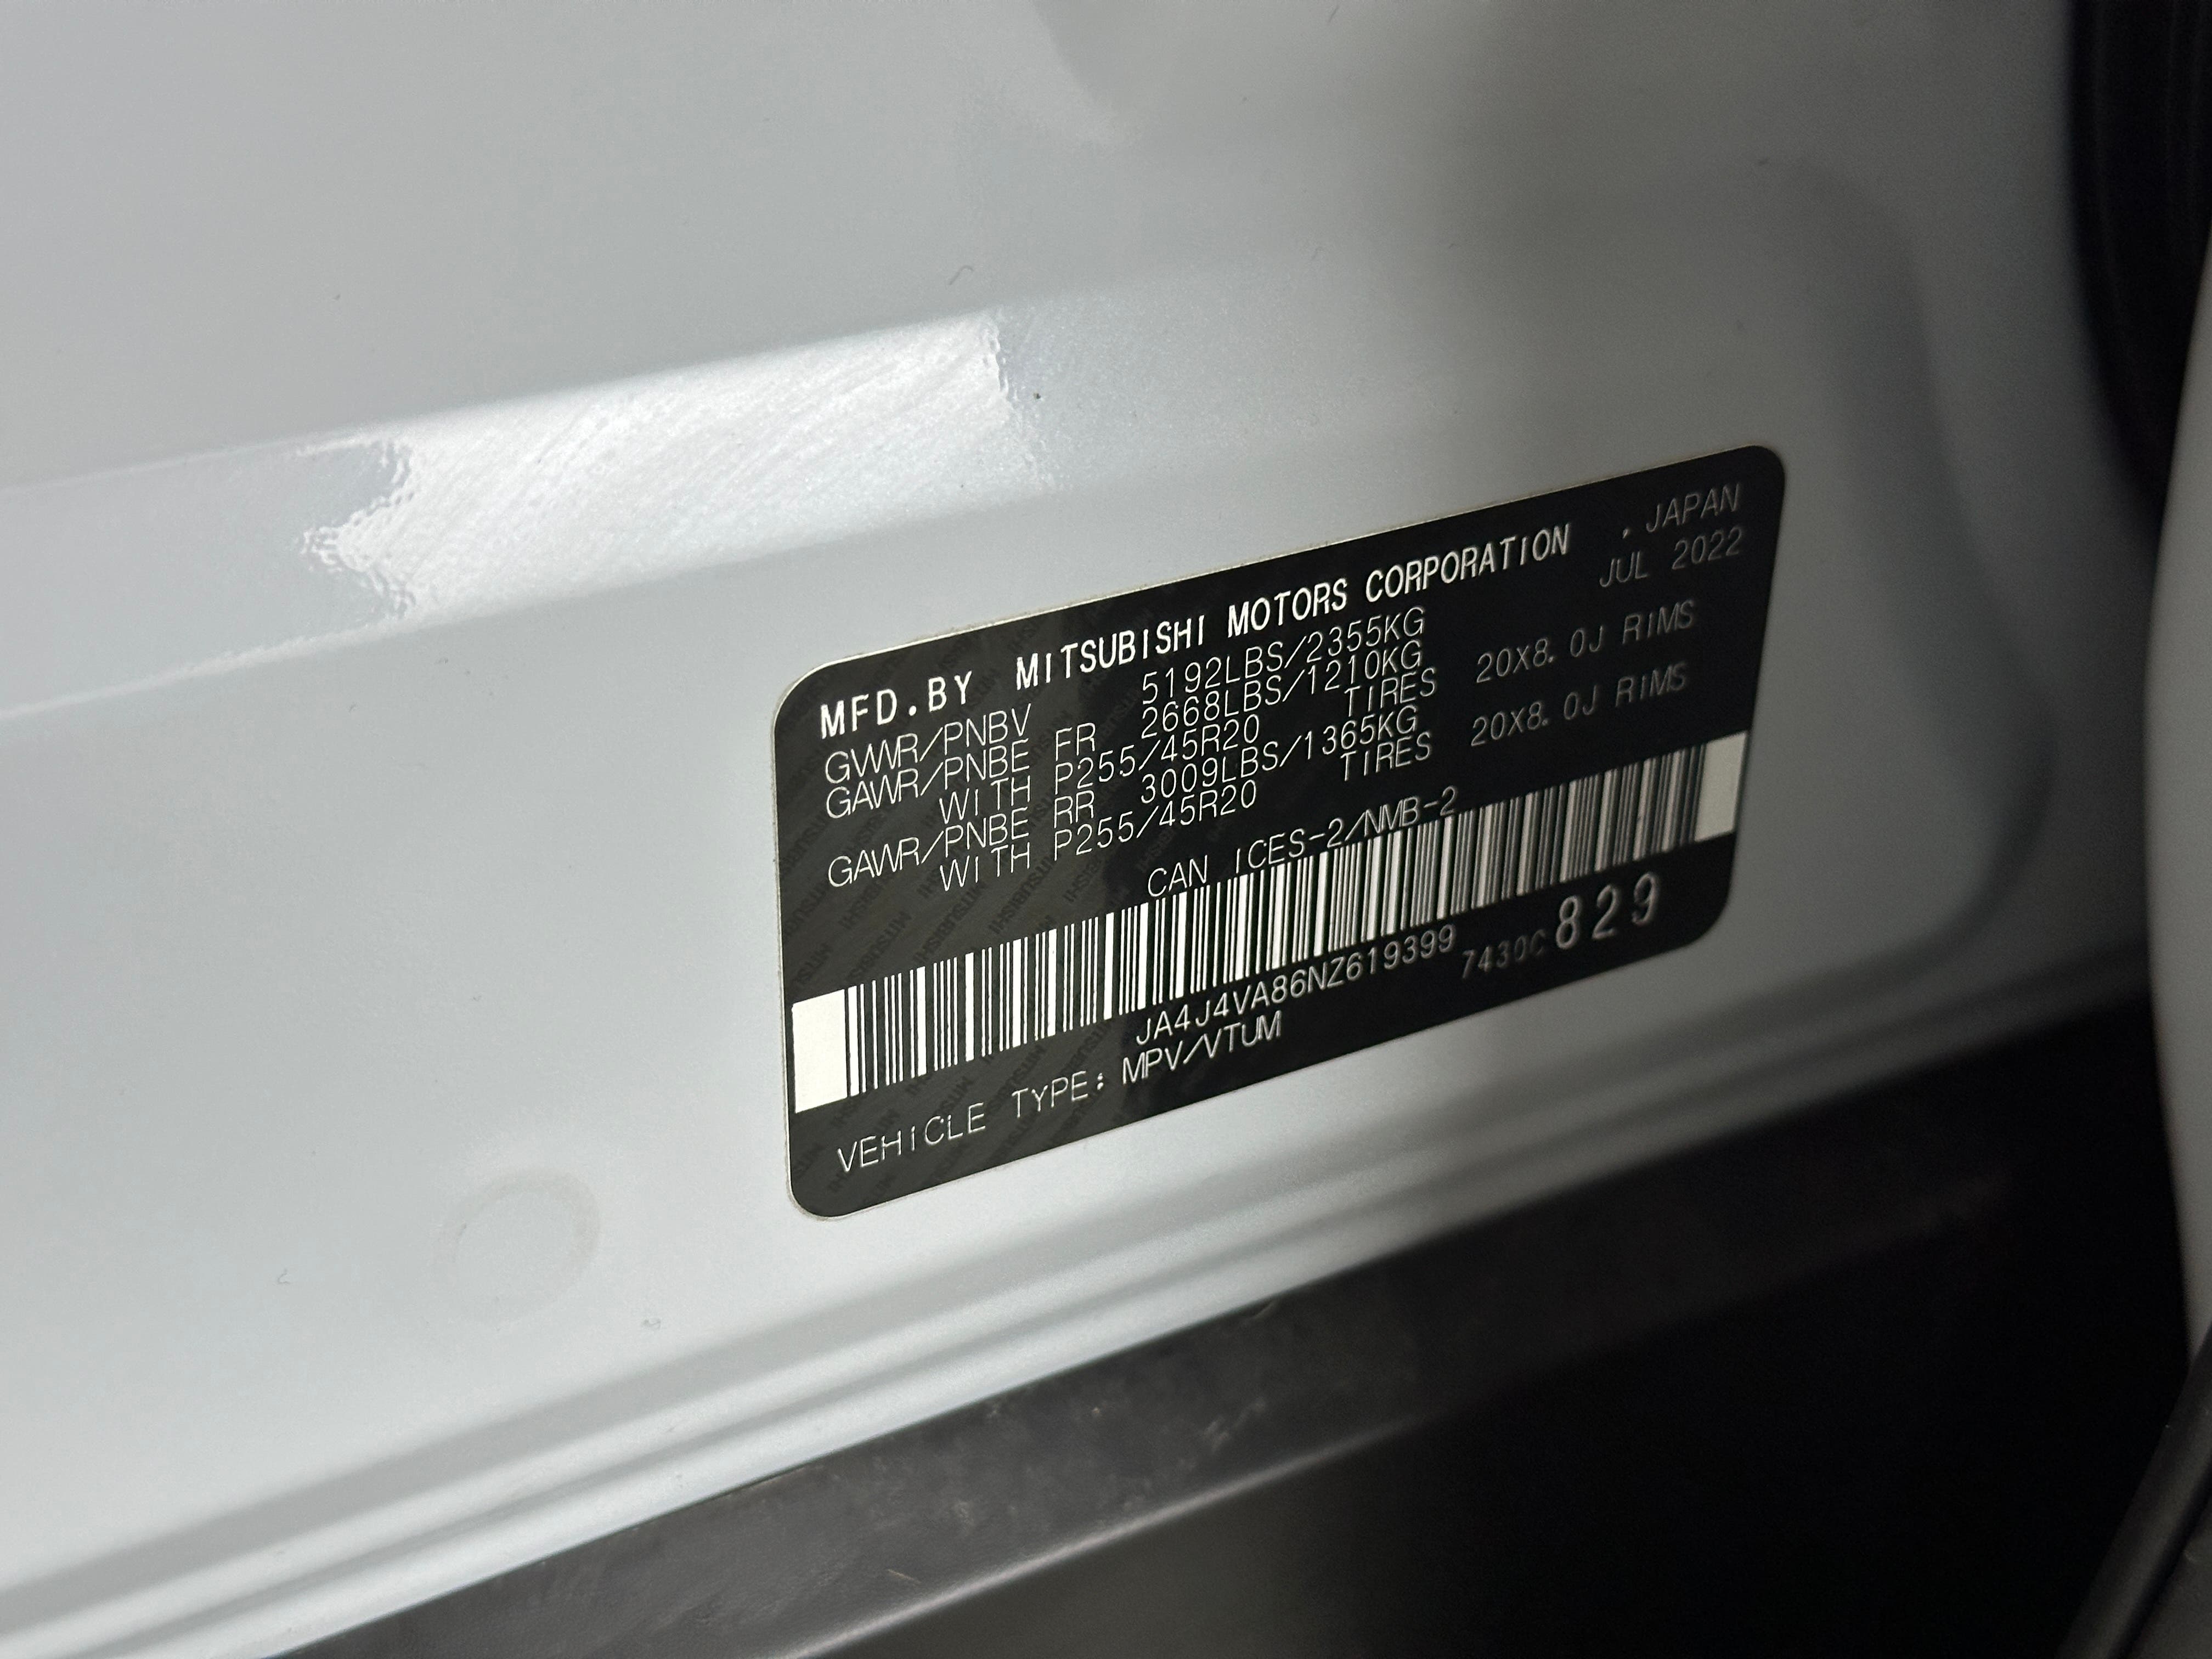 MFD.BY MITSUBISHI MOTORS CORPORATION , JAPAN
JUL 2022
GVWR/PNBV 5192LBS/2355KG
GAWR/PNBE FR 2668LBS/1210KG
WITH P255/45R20 TIRES 20X8.0J RIMS
GAWR/PNBE RR 3009LBS/1365KG
WITH P255/45R20 TIRES 20X8.0J RIMS
CAN ICES-2/NMB-2
JA4J4VA86NZ619399 7430C 829
VEHICLE TYPE: MPV/VTUM